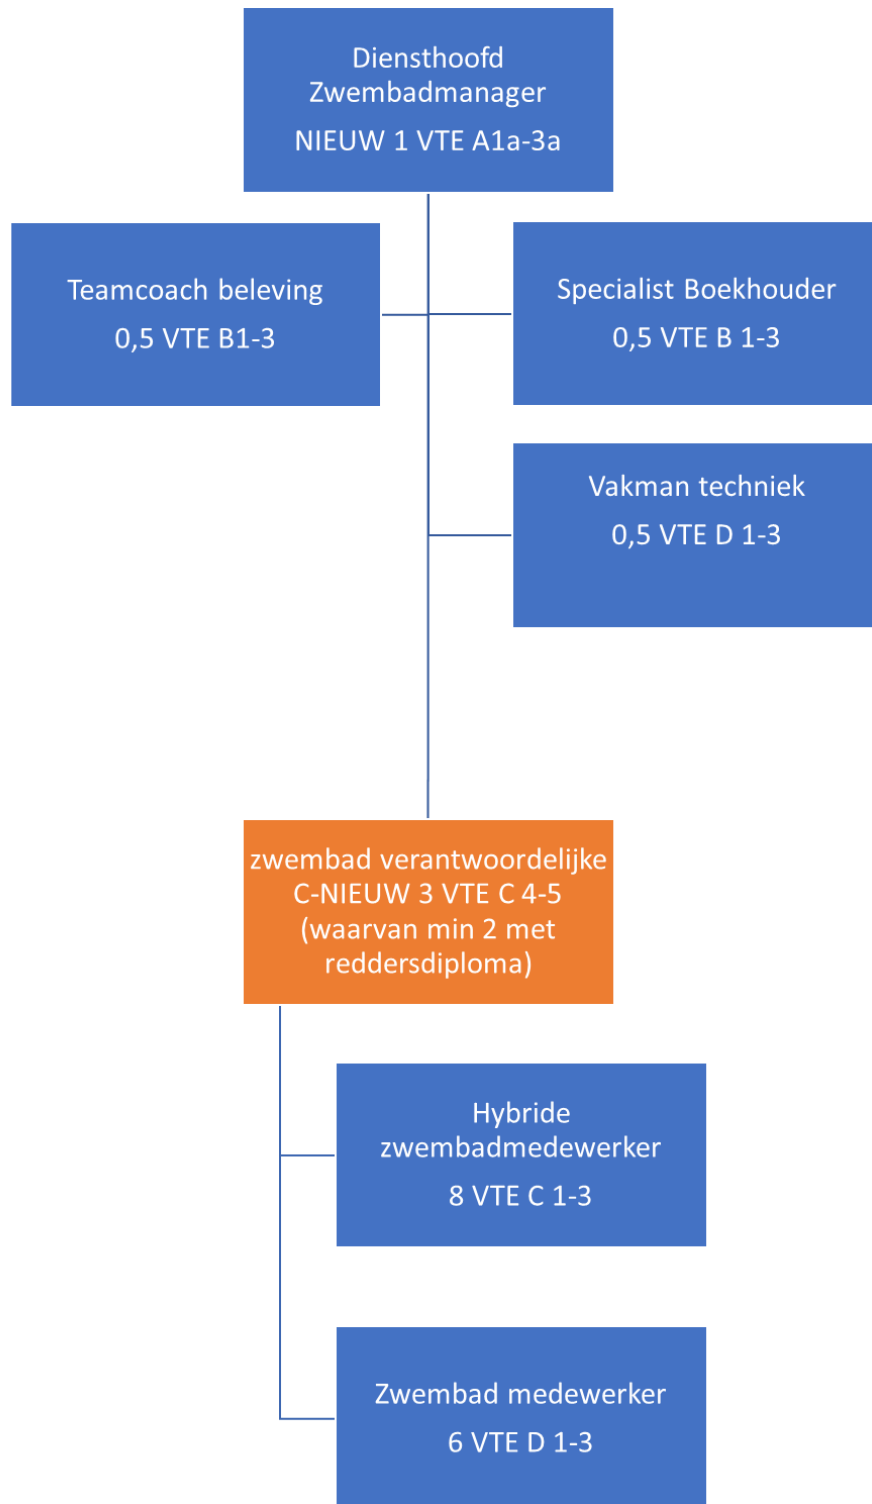 Diensthoofd
Zwembadmanager
NIEUW 1 VTE A1a-3a
Teamcoach beleving
0,5 VTE B1-3
Specialist Boekhouder
0,5 VTE B 1-3
Vakman techniek
0,5 VTE D 1-3
zwembad verantwoordelijke
C-NIEUW 3 VTE C 4-5
(waarvan min 2 met
reddersdiploma)
Hybride
zwembadmedewerker
8 VTE C 1-3
Zwembad medewerker
6 VTE D 1-3